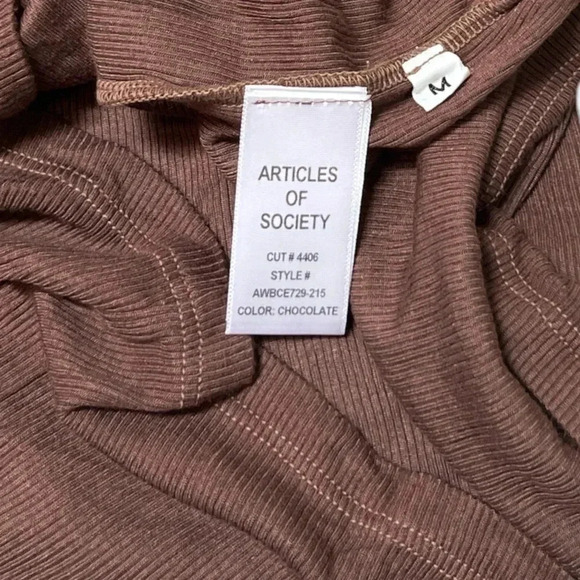 M
ARTICLES
OF
SOCIETY
CUT # 4406
STYLE #
AWBCE729-215
COLOR: CHOCOLATE